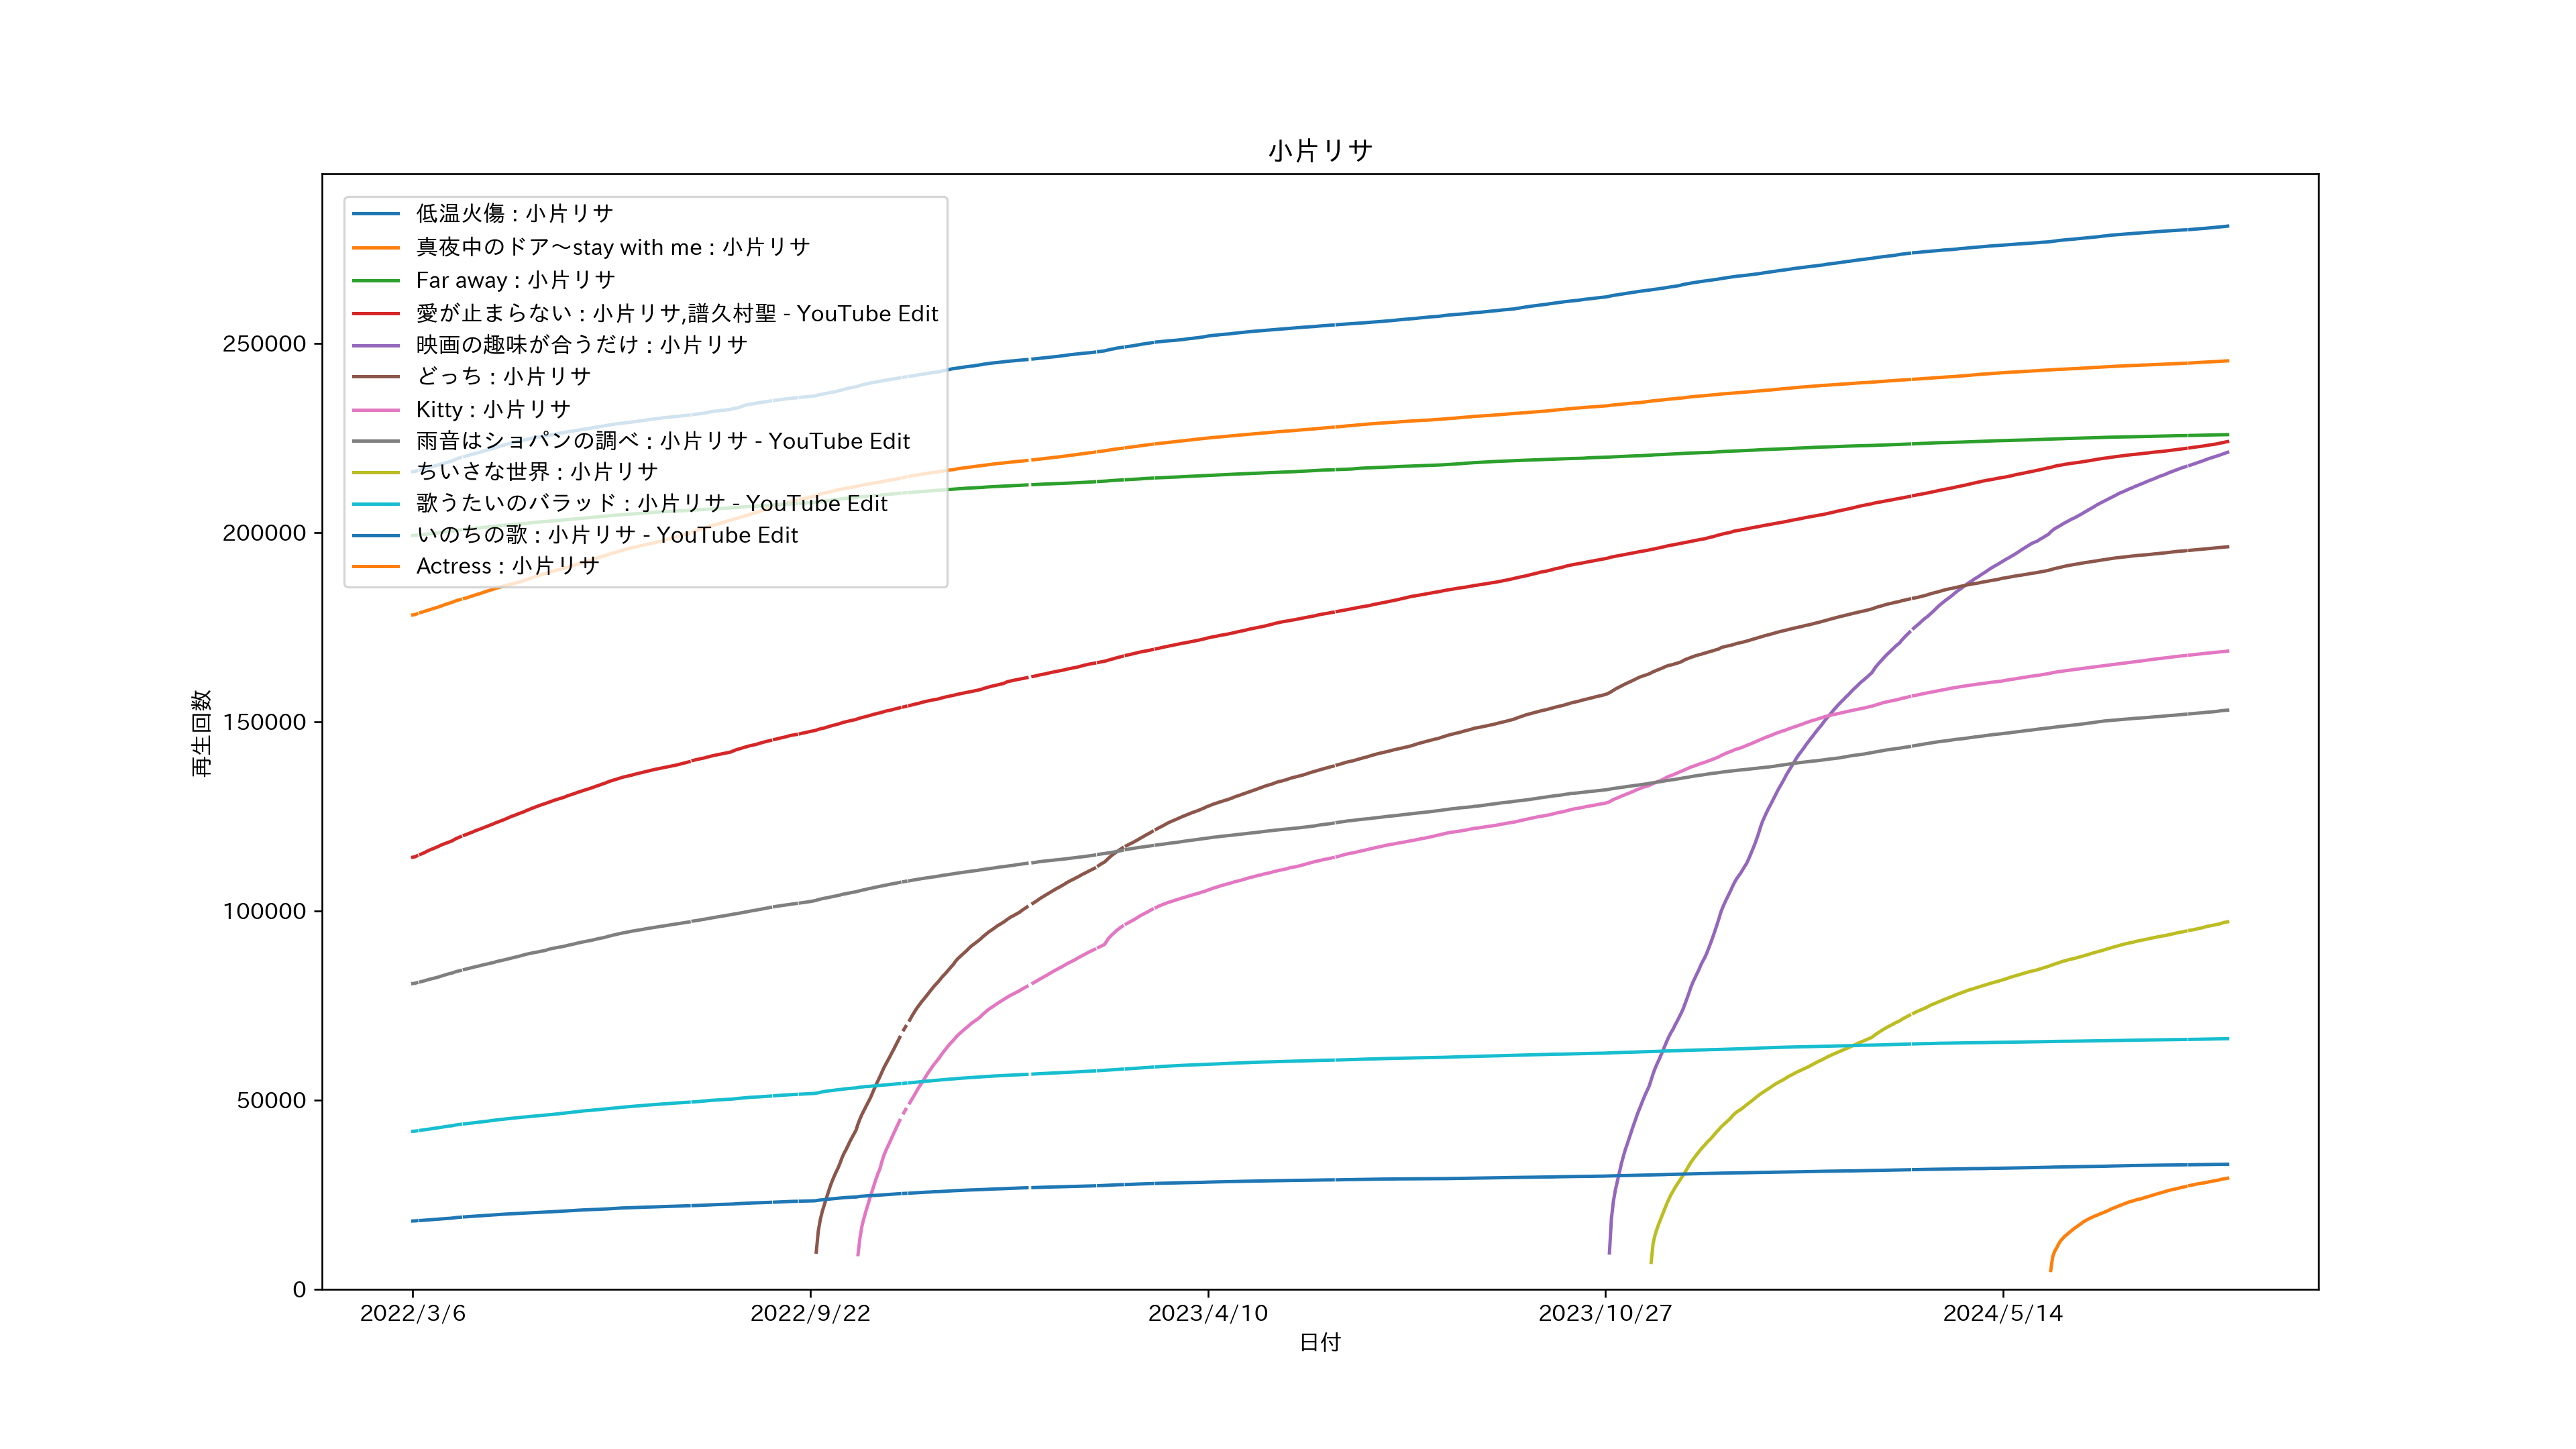 小片リサ
低温火傷 : 小片リサ
真夜中のドア～stay with me : 小片リサ
Far away : 小片リサ
愛が止まらない : 小片リサ,譜久村聖 - YouTube Edit
映画の趣味が合うだけ : 小片リサ
どっち : 小片リサ
Kitty : 小片リサ
雨音はショパンの調べ : 小片リサ - YouTube Edit
ちいさな世界 : 小片リサ
歌うたいのバラッド : 小片リサ - YouTube Edit
いのちの歌 : 小片リサ - YouTube Edit
Actress : 小片リサ
再生回数
250000
200000
150000
100000
50000
0
2022/3/6
2022/9/22
2023/4/10
2023/10/27
2024/5/14
日付